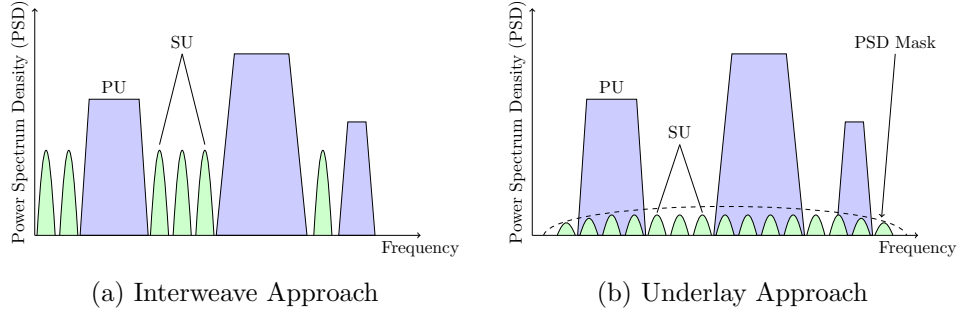 Power Spectrum Density (PSD)
SU
PU
Frequency
(a) Interweave Approach
Power Spectrum Density (PSD)
PSD Mask
PU
SU
Frequency
(b) Underlay Approach